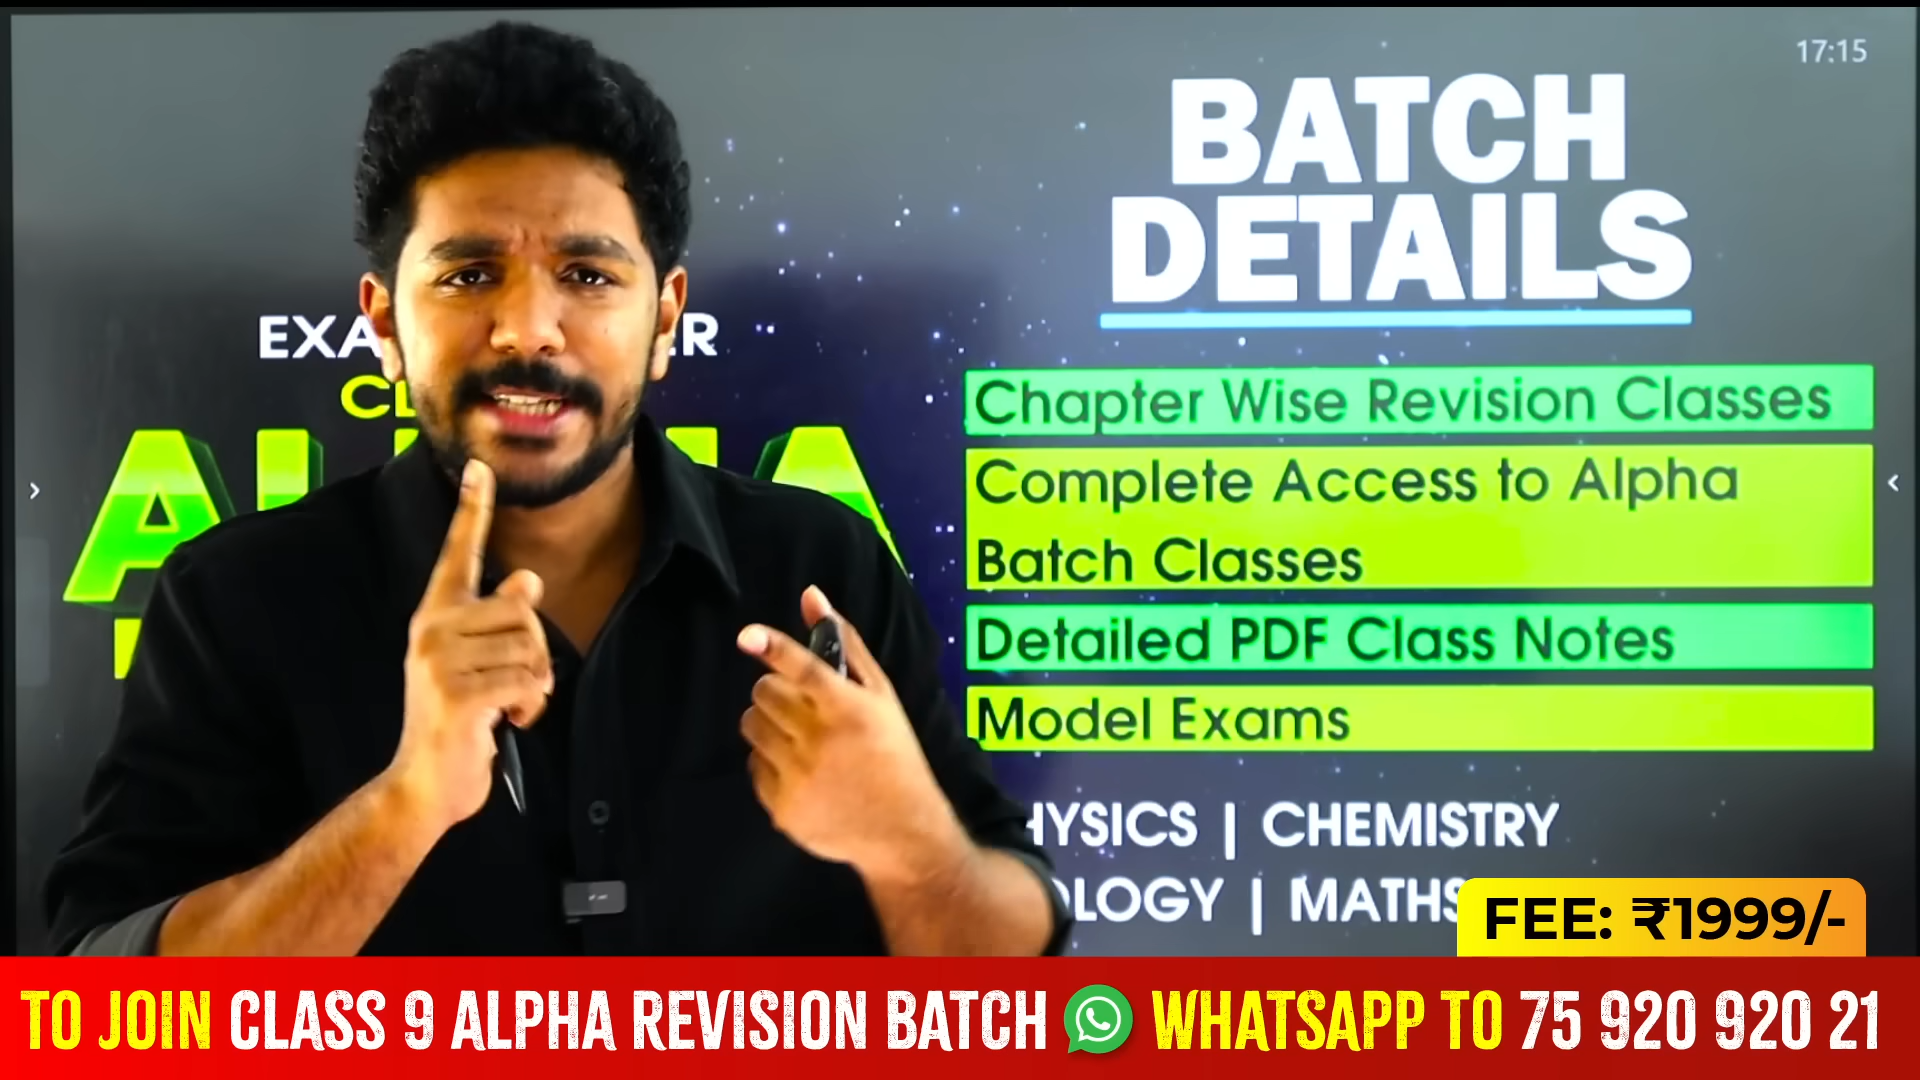 17:15
BATCH
DETAILS
Chapter Wise Revision Classes
Complete Access to Alpha
Batch Classes
Detailed PDF Class Notes
Model Exams
CHEMISTRY
MATHS
FEE: ₹1999/-
TO JOIN CLASS 9 ALPHA REVISION BATCH WHATSAPP TO 75 920 920 21